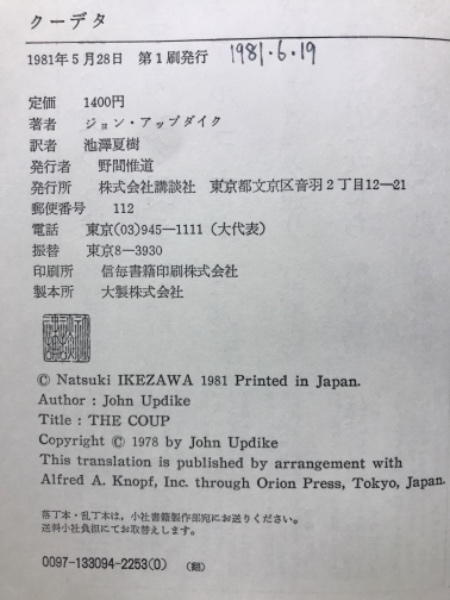 クーデタ
1981年5月28日　第1刷発行　1981.6.19
定価　1400円
著者　ジョン・アップダイク
訳者　池澤夏樹
発行者　野間惟道
発行所　株式会社講談社　東京都文京区音羽2丁目12―21
郵便番号　112
電話　東京(03)945―1111（大代表）
振替　東京8―3930
印刷所　信毎書籍印刷株式会社
製本所　大製株式会社
© Natsuki IKEZAWA 1981 Printed in Japan.
Author : John Updike
Title : THE COUP
Copyright © 1978 by John Updike
This translation is published by arrangement with
Alfred A. Knopf, Inc. through Orion Press, Tokyo, Japan.
落丁本・乱丁本は，小社書籍製作部宛にお送りください。
送料小社負担にてお取替えします。
0097-133094-2253(0)